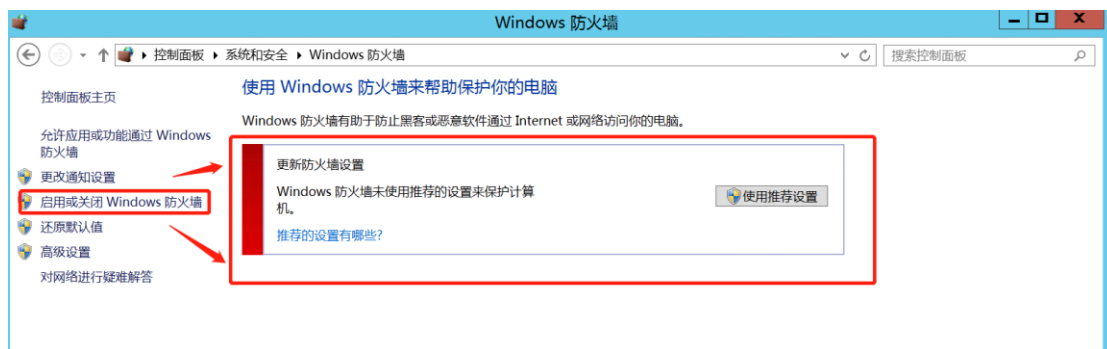 Windows 防火墙
控制面板 系统和安全 Windows 防火墙
搜索控制面板
控制面板主页
允许应用或功能通过 Windows
防火墙
更改通知设置
启用或关闭 Windows 防火墙
还原默认值
高级设置
对网络进行疑难解答
使用 Windows 防火墙来帮助保护你的电脑
Windows 防火墙有助于防止黑客或恶意软件通过 Internet 或网络访问你的电脑。
更新防火墙设置
Windows 防火墙未使用推荐的设置来保护计算
机。
使用推荐设置
推荐的设置有哪些?